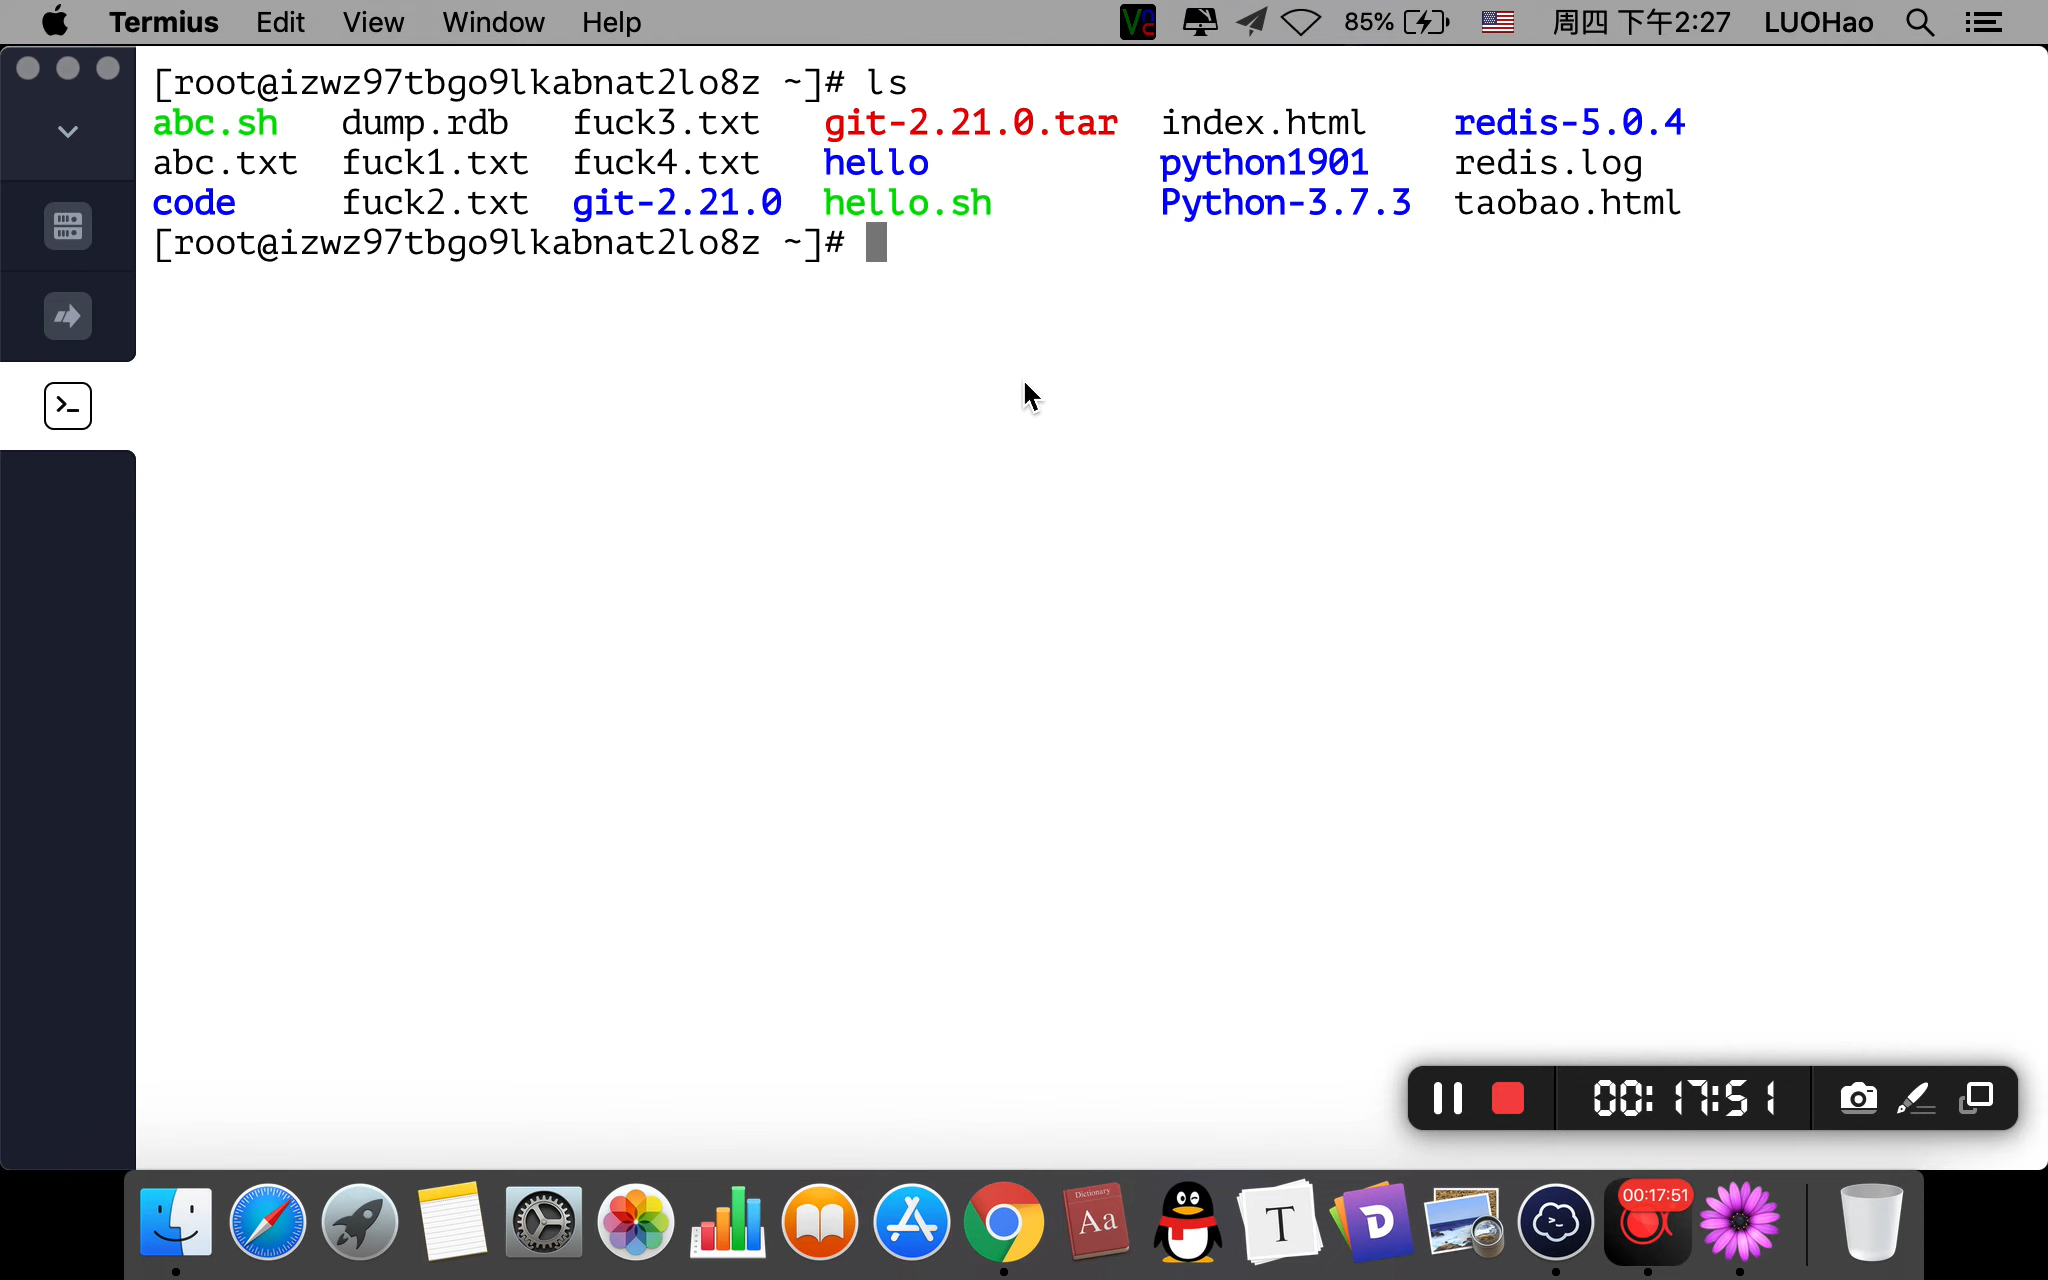 Termius Edit View Window Help 85% 周四 下午2:27 LUOHao
[root@izwz97tbgo9lkabnat2lo8z ~]# ls
abc.sh dump.rdb fuck3.txt git-2.21.0.tar index.html redis-5.0.4
abc.txt fuck1.txt fuck4.txt hello python1901 redis.log
code fuck2.txt git-2.21.0 hello.sh Python-3.7.3 taobao.html
[root@izwz97tbgo9lkabnat2lo8z ~]#
00:17:51
Dictionary
Aa
T
D
00:17:51